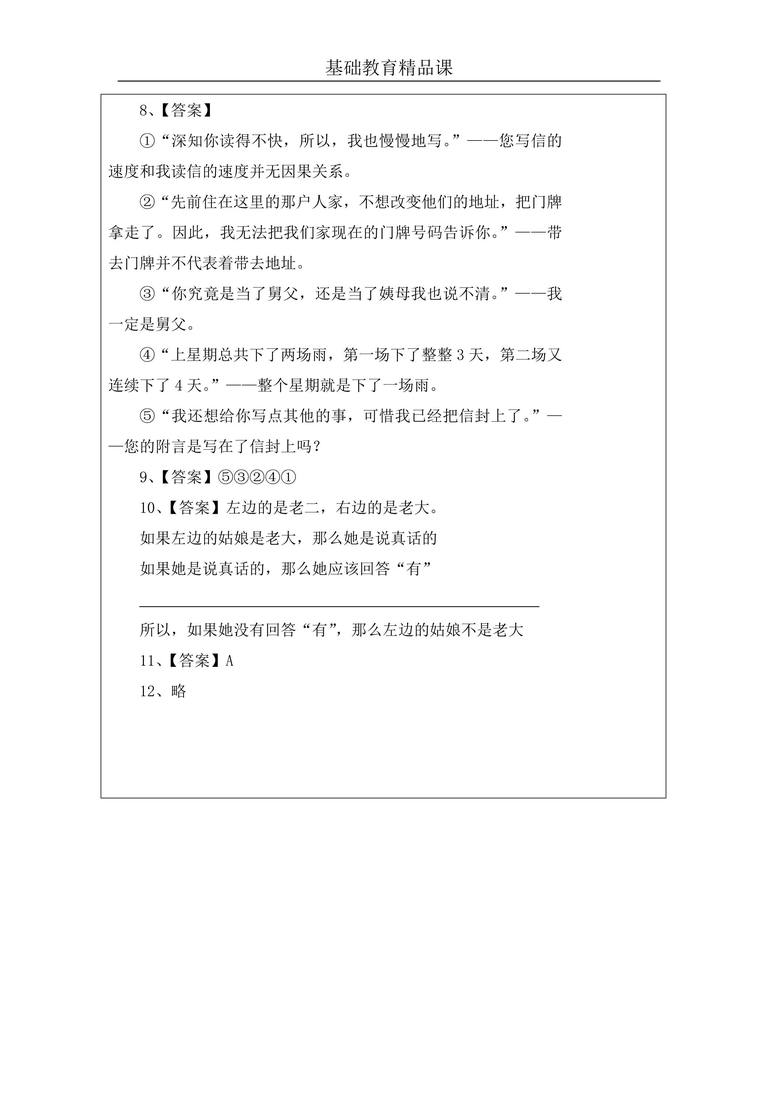 基础教育精品课
8、【答案】
①“深知你读得不快，所以，我也慢慢地写。”——您写信的
速度和我读信的速度并无因果关系。
②“先前住在这里的那户人家，不想改变他们的地址，把门牌
拿走了。因此，我无法把我们家现在的门牌号码告诉你。”——带
去门牌并不代表着带去地址。
③“你究竟是当了舅父，还是当了姨母我也说不清。”——我
一定是舅父。
④“上星期总共下了两场雨，第一场下了整整 3 天，第二场又
连续下了 4 天。”——整个星期就是下了一场雨。
⑤“我还想给你写点其他的事，可惜我已经把信封上了。”—
—您的附言是写在了信封上吗？
9、【答案】⑤③②④①
10、【答案】左边的是老二，右边的是老大。
如果左边的姑娘是老大，那么她是说真话的
如果她是说真话的，那么她应该回答“有”
所以，如果她没有回答“有”，那么左边的姑娘不是老大
11、【答案】A
12、略